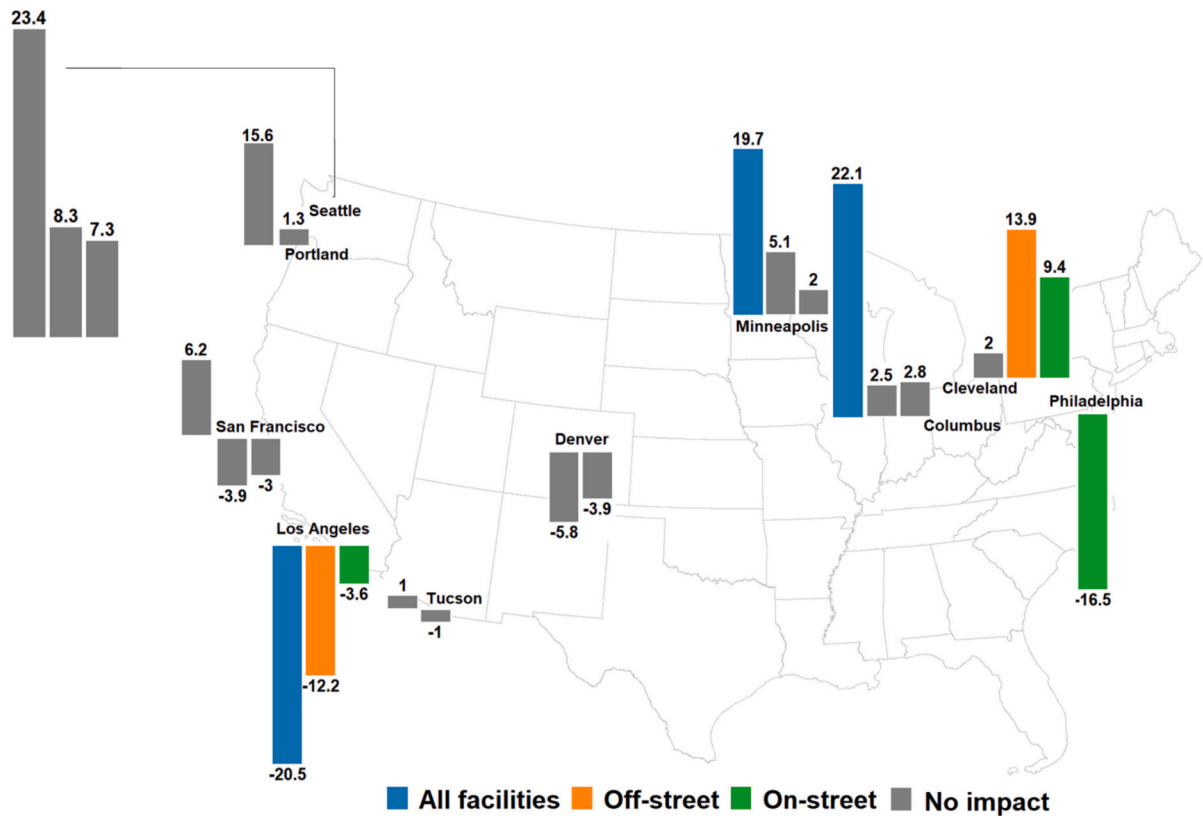 23.4
8.3
7.3
15.6
1.3
Seattle
Portland
19.7
5.1
2
Minneapolis
22.1
2.5
2.8
Columbus
2
13.9
9.4
Cleveland
Philadelphia
-16.5
6.2
San Francisco
-3.9
-3
Denver
-5.8
-3.9
Los Angeles
-20.5
-12.2
-3.6
1
Tucson
-1
All facilities Off-street On-street No impact